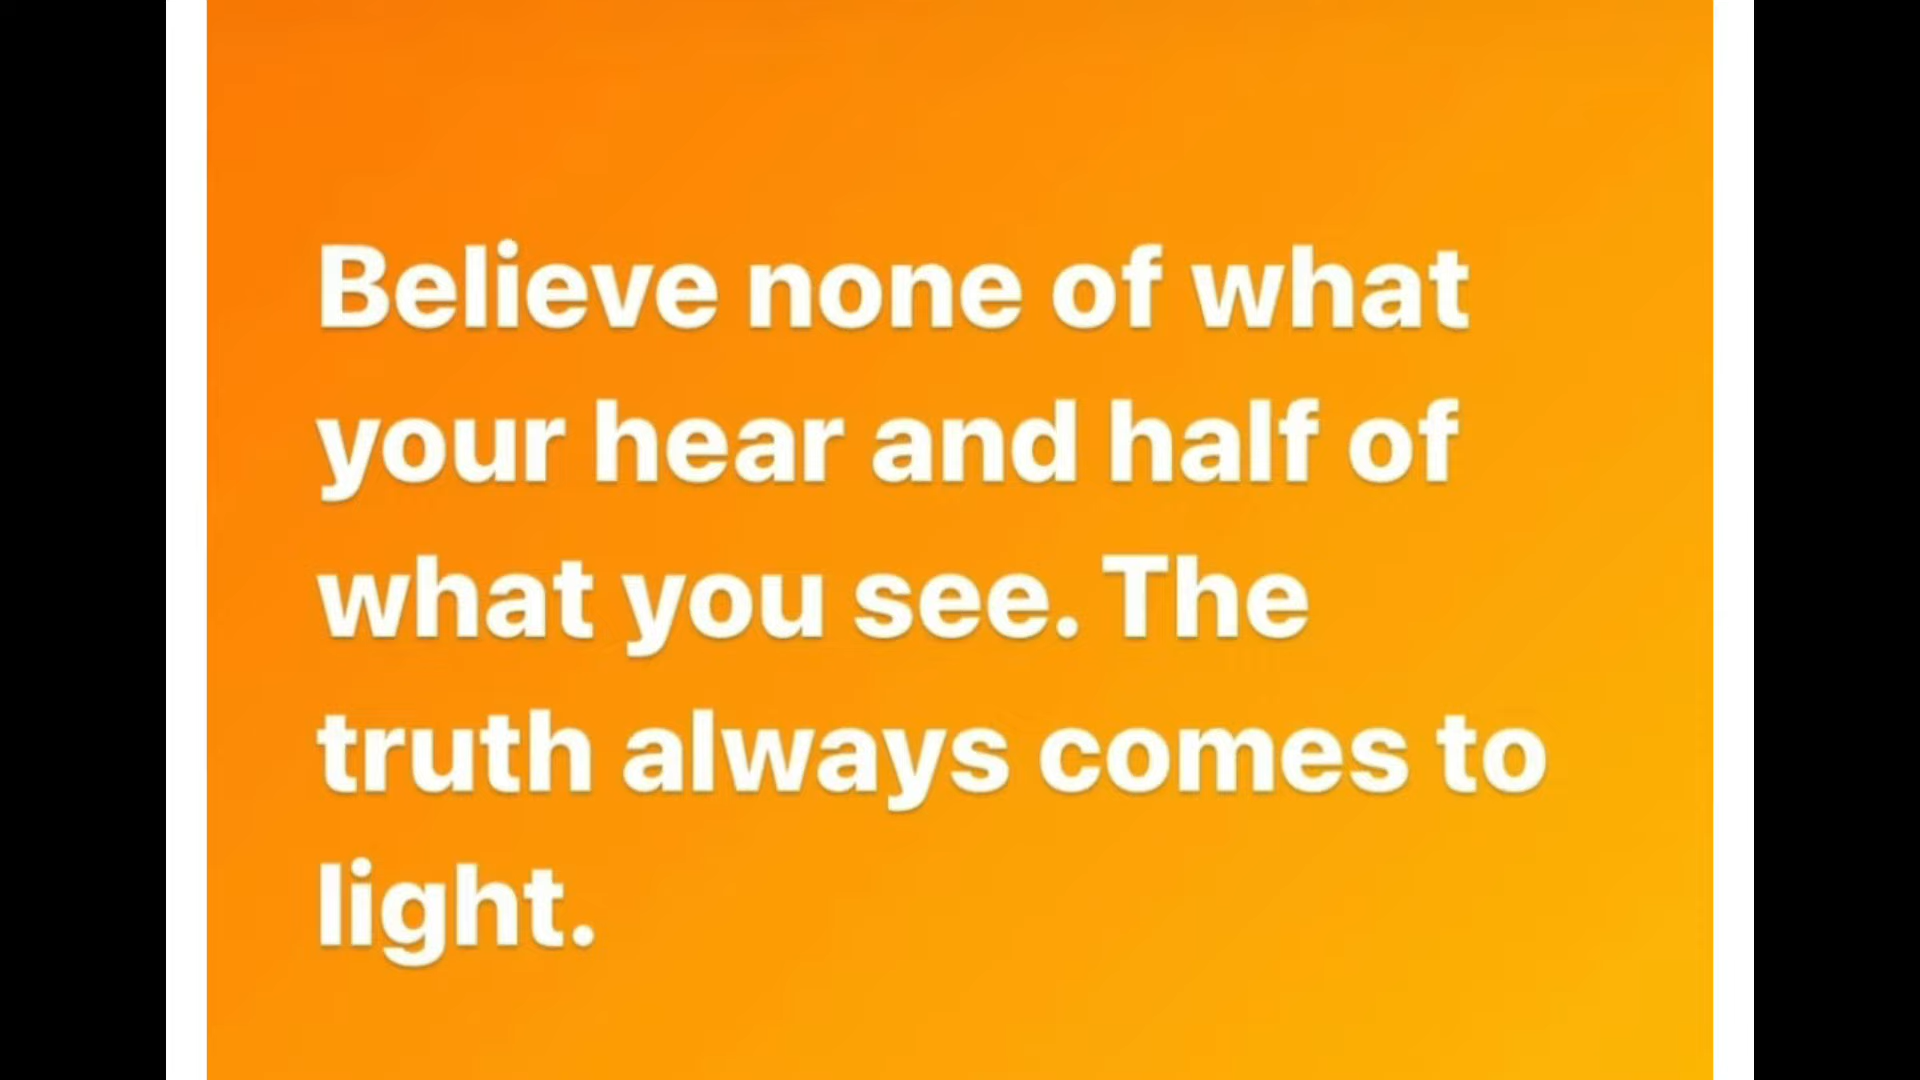 Believe none of what
your hear and half of
what you see. The
truth always comes to
light.